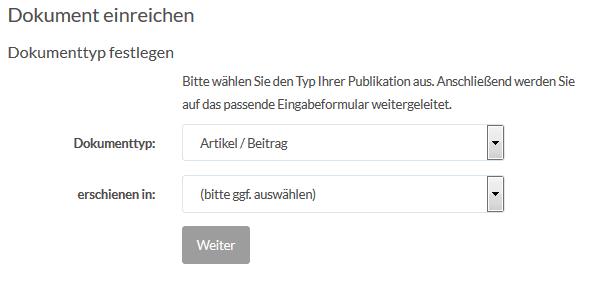 Dokument einreichen
Dokumenttyp festlegen
Bitte wählen Sie den Typ Ihrer Publikation aus. Anschließend werden Sie
auf das passende Eingabeformular weitergeleitet.
Dokumenttyp: Artikel / Beitrag
erschienen in: (bitte ggf. auswählen)
Weiter